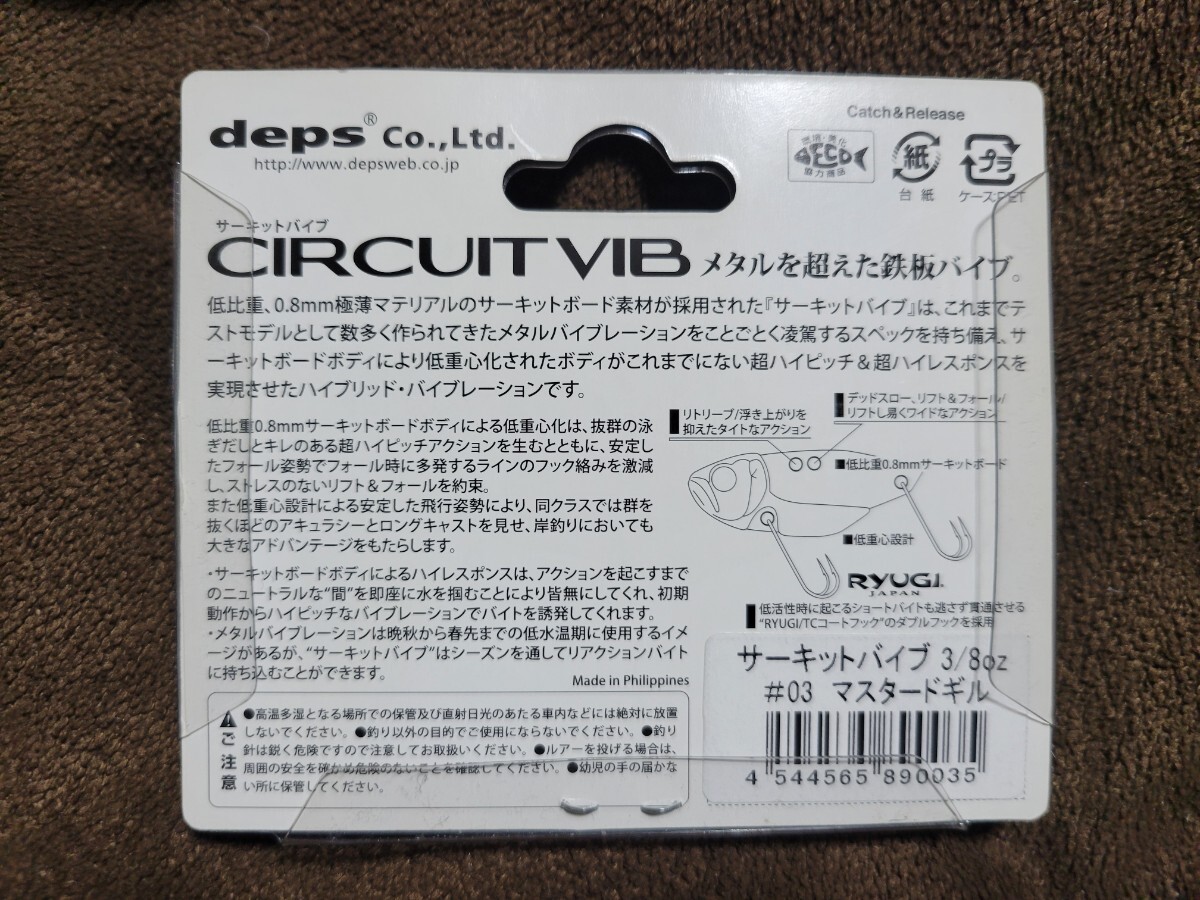 deps® Co.,Ltd.
http://www.depsweb.co.jp
Catch&Release
環境・美化
ECO
協力商品
紙
台紙
プラ
ケース:PET
サーキットバイブ
CIRCUIT VIB メタルを超えた鉄板バイブ。
低比重、0.8mm極薄マテリアルのサーキットボード素材が採用された『サーキットバイブ』は、これまでテ
ストモデルとして数多く作られてきたメタルバイブレーションをことごとく凌駕するスペックを持ち備え、サ
ーキットボードボディにより低重心化されたボディがこれまでにない超ハイピッチ＆超ハイレスポンスを
実現させたハイブリッド・バイブレーションです。
低比重0.8mmサーキットボードボディによる低重心化は、抜群の泳
ぎだしとキレのある超ハイピッチアクションを生むとともに、安定し
たフォール姿勢でフォール時に多発するラインのフック絡みを激減
し、ストレスのないリフト＆フォールを約束。
また低重心設計による安定した飛行姿勢により、同クラスでは群を
抜くほどのアキュラシーとロングキャストを見せ、岸釣りにおいても
大きなアドバンテージをもたらします。
・サーキットボードボディによるハイレスポンスは、アクションを起こすまで
のニュートラルな“間”を即座に水を掴むことにより皆無にしてくれ、初期
動作からハイピッチなバイブレーションでバイトを誘発してくれます。
・メタルバイブレーションは晩秋から春先までの低水温期に使用するイメ
ージがあるが、“サーキットバイブ”はシーズンを通してリアクションバイト
に持ち込むことができます。
Made in Philippines
リトリーブ/浮き上がりを
抑えたタイトなアクション
デッドスロー、リフト＆フォール/
リフトし易くワイドなアクション
■低比重0.8mmサーキットボード
■低重心設計
RYUGI
JAPAN
低活性時に起こるショートバイトも逃さず貫通させる
“RYUGI/TCコートフック”のダブルフックを採用
サーキットバイブ 3/8oz
#03 マスタードギル
4 544565 890035
ご注意
●高温多湿となる場所での保管及び直射日光のあたる車内などには絶対に放置
しないでください。●釣り以外の目的でご使用にならないでください。●釣り
針は鋭く危険ですので注意してお取扱いください。●ルアーを投げる場合は、
周囲の安全を確かめ危険のないことを確認してください。●幼児の手の届かな
い所に保管してください。